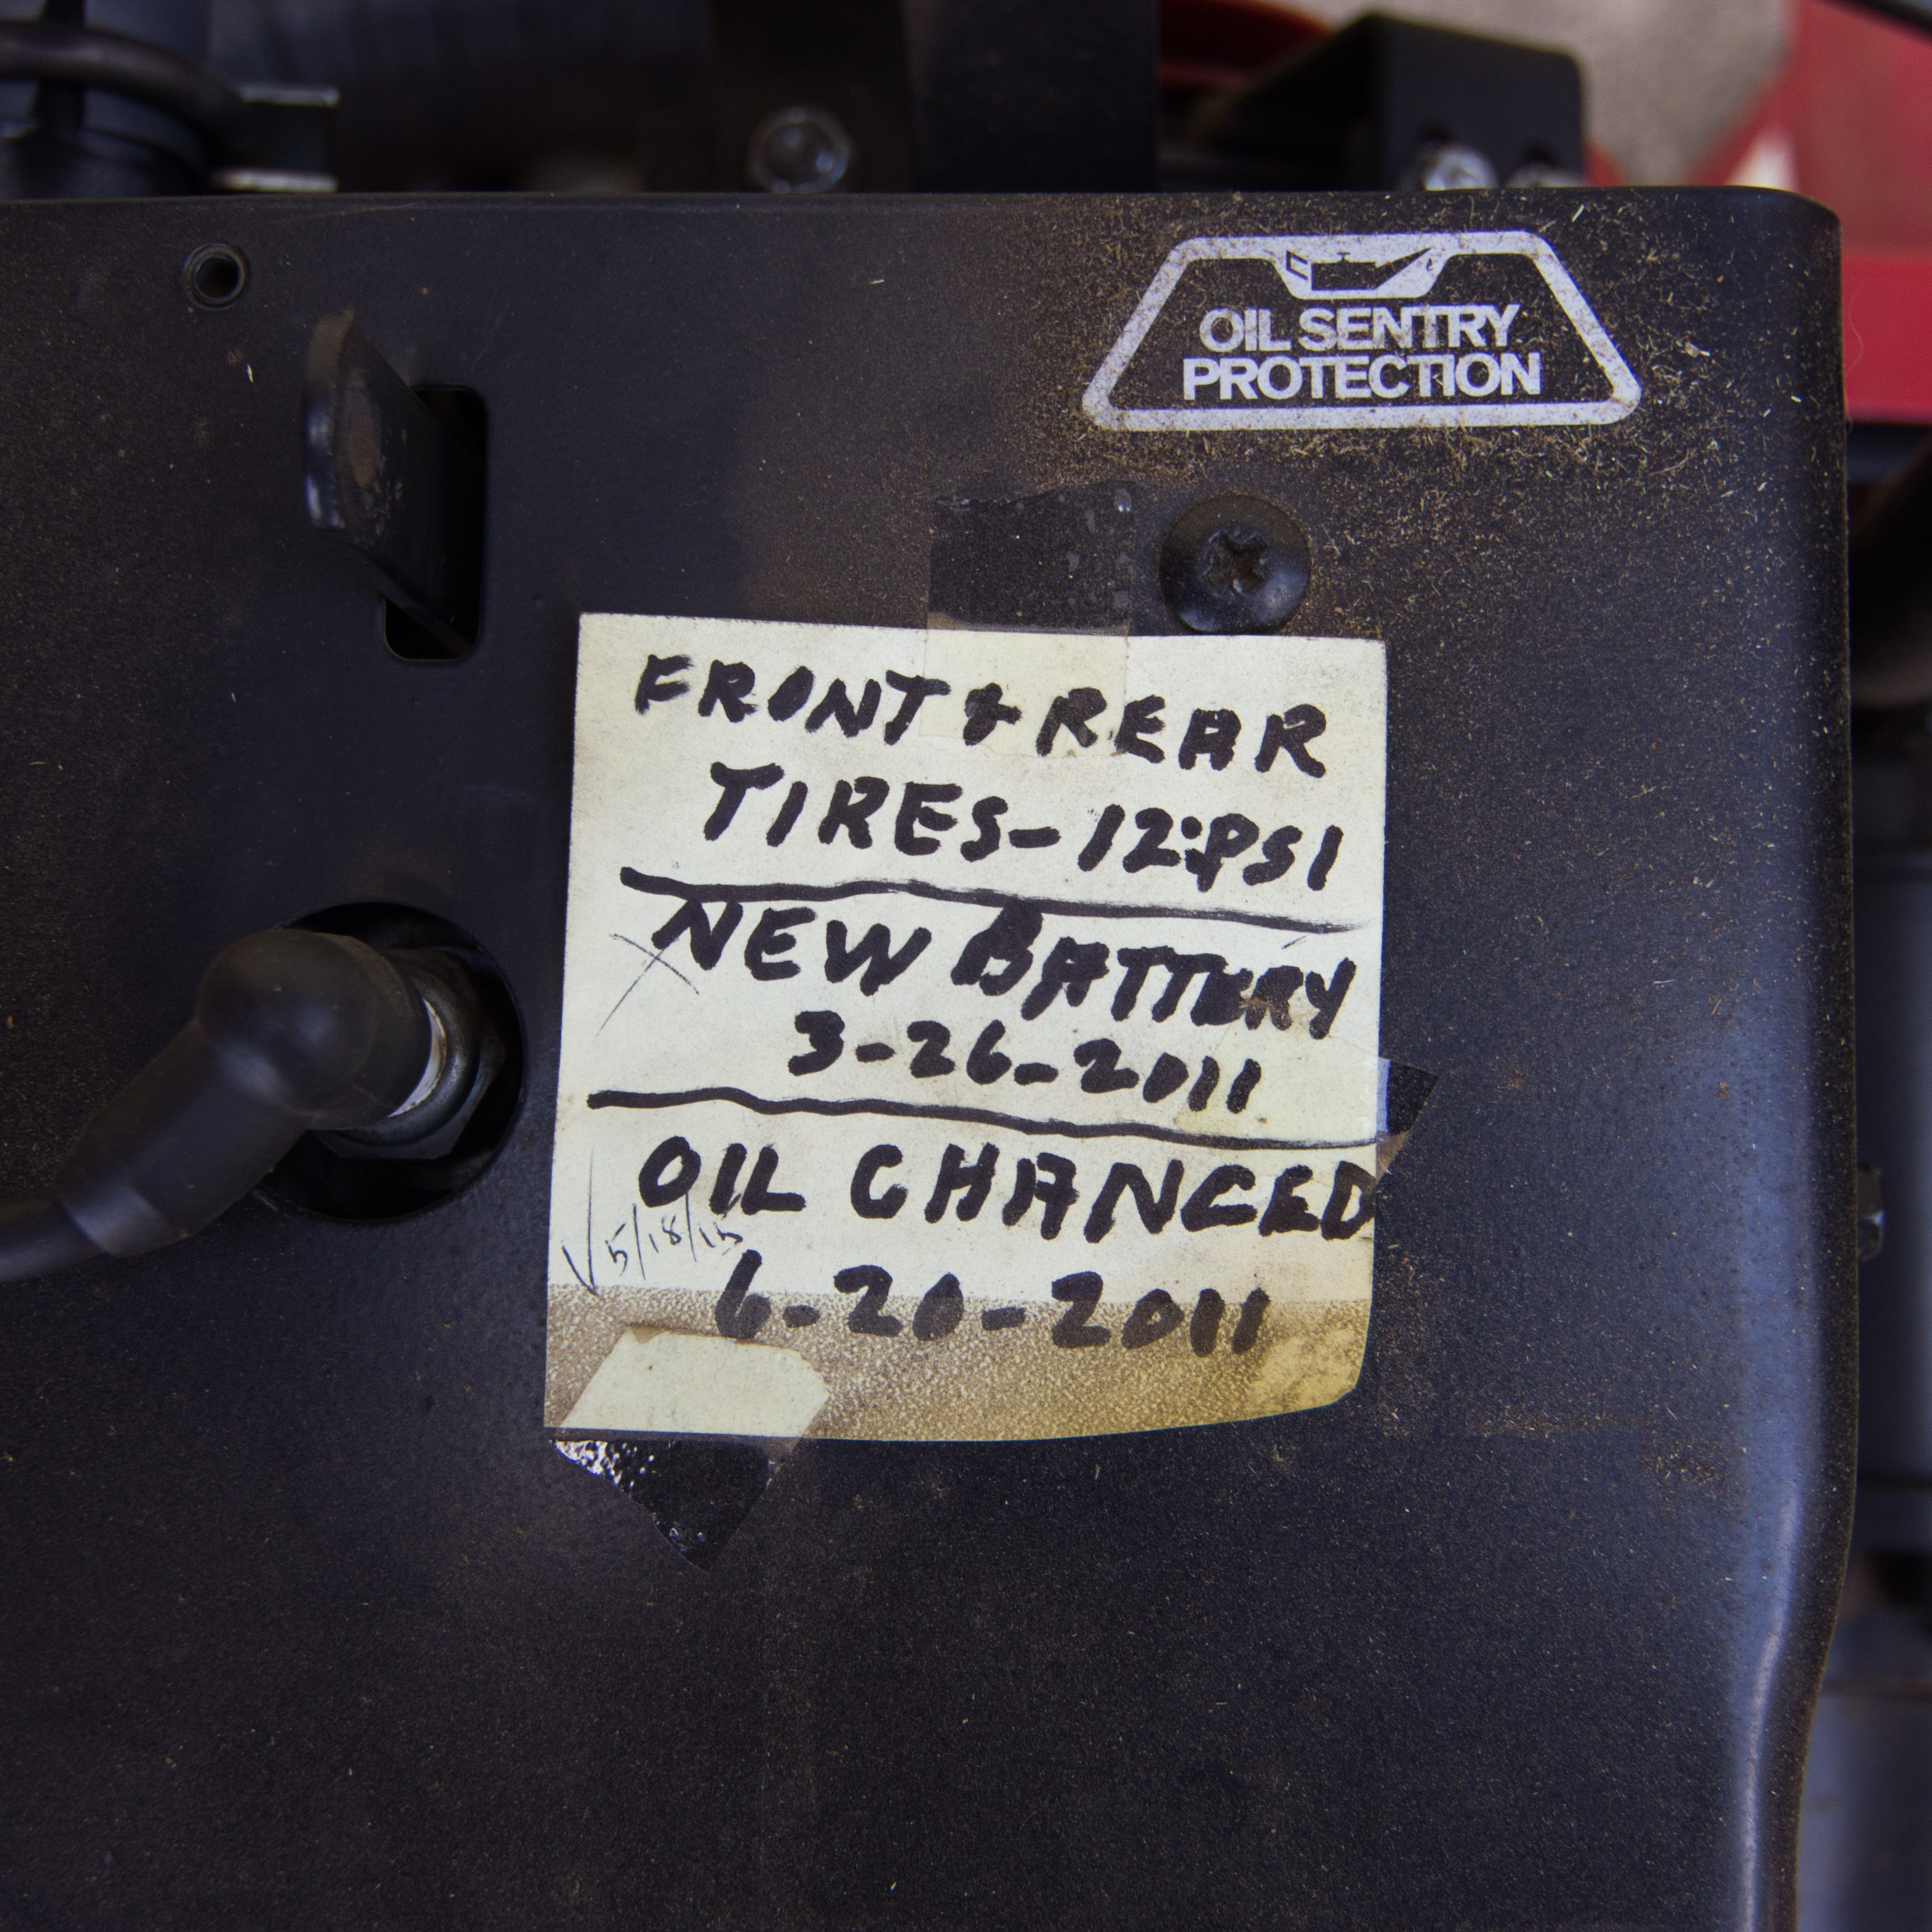 OIL SENTRY
PROTECTION
FRONT & REAR
TIRES-12:PSI
NEW BATTERY
3-26-2011
OIL CHANGED
5/18/15
6-20-2011